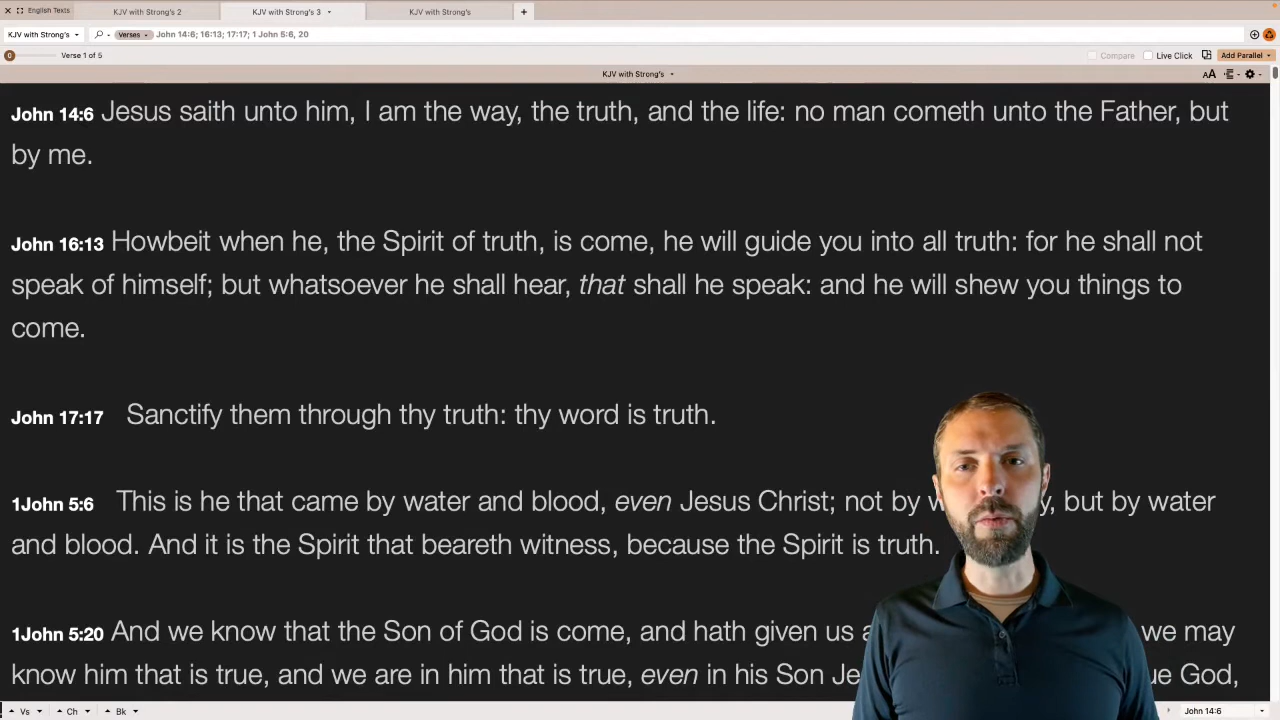 English Texts
KJV with Strong's 2
KJV with Strong's 3
KJV with Strong's
+
KJV with Strong's
Verses
John 14:6; 16:13; 17:17; 1 John 5:6, 20
0
Verse 1 of 5
Compare
Live Click
Add Parallel
KJV with Strong's
AA
John 14:6 Jesus saith unto him, I am the way, the truth, and the life: no man cometh unto the Father, but
by me.
John 16:13 Howbeit when he, the Spirit of truth, is come, he will guide you into all truth: for he shall not
speak of himself; but whatsoever he shall hear, that shall he speak: and he will shew you things to
come.
John 17:17 Sanctify them through thy truth: thy word is truth.
1John 5:6 This is he that came by water and blood, even Jesus Christ; not by but by water
and blood. And it is the Spirit that beareth witness, because the Spirit is truth.
1John 5:20 And we know that the Son of God is come, and hath given us we may
know him that is true, and we are in him that is true, even in his Son God,
Vs
Ch
Bk
John 14:6